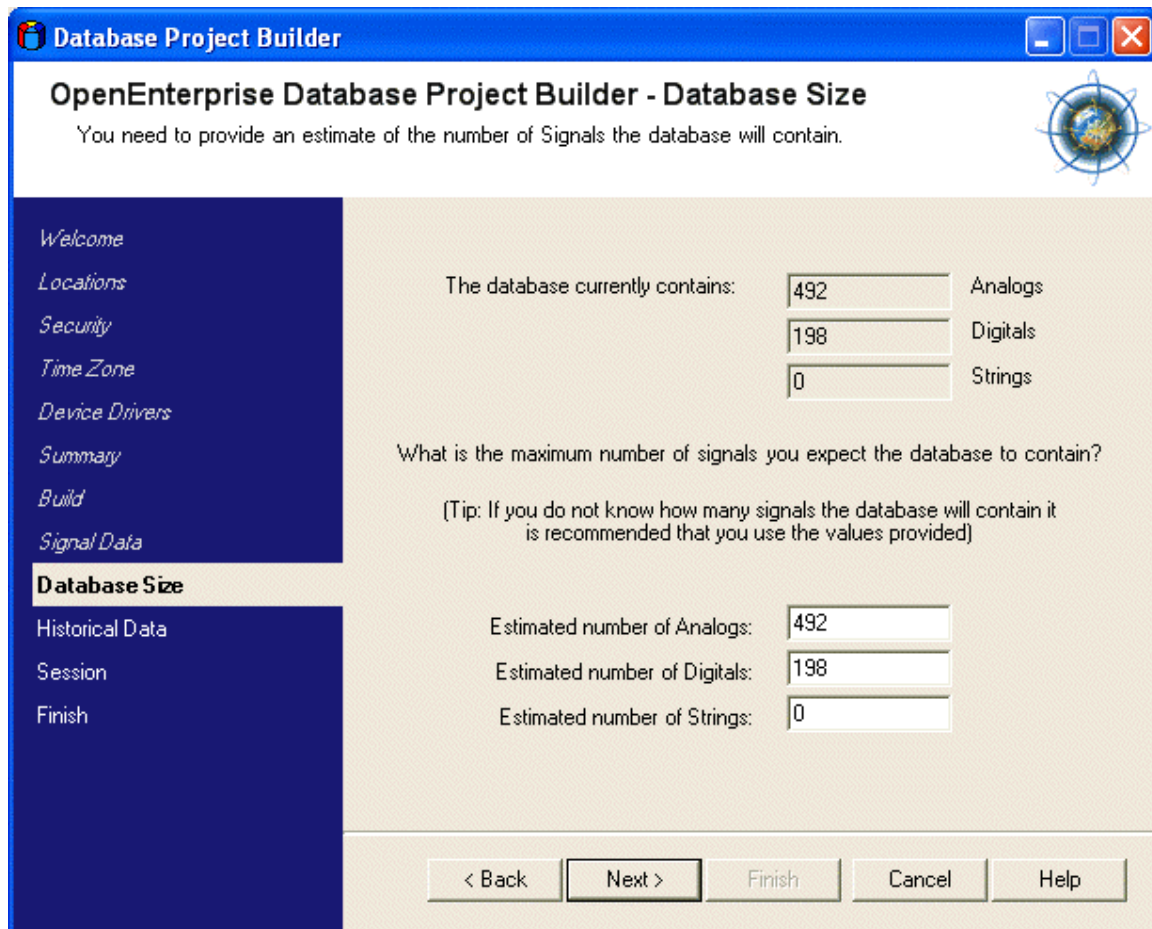 Database Project Builder
OpenEnterprise Database Project Builder - Database Size
You need to provide an estimate of the number of Signals the database will contain.
Welcome
Locations
Security
Time Zone
Device Drivers
Summary
Build
Signal Data
Database Size
Historical Data
Session
Finish
The database currently contains: 492 Analogs
198 Digitals
0 Strings
What is the maximum number of signals you expect the database to contain?
(Tip: If you do not know how many signals the database will contain it
is recommended that you use the values provided)
Estimated number of Analogs: 492
Estimated number of Digitals: 198
Estimated number of Strings: 0
< Back Next > Finish Cancel Help